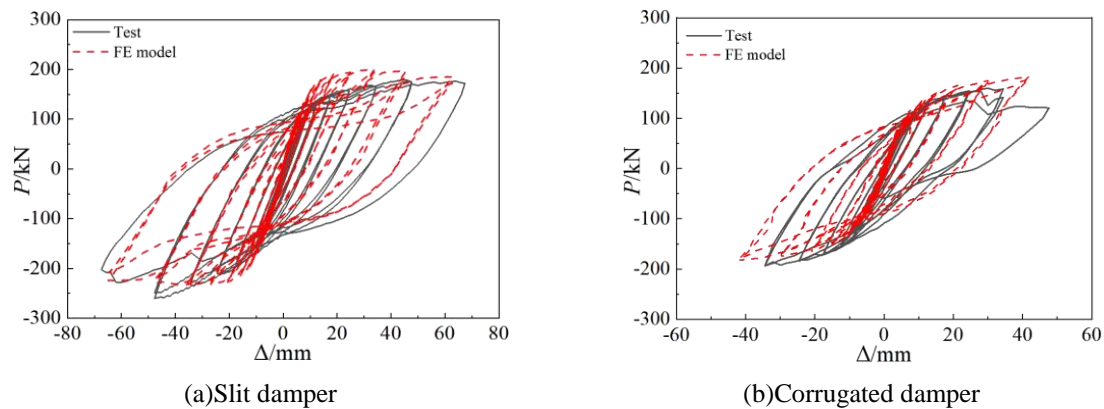 300
200
100
0
-100
-200
-300
P/kN
Test
FE model
-80 -60 -40 -20 0 20 40 60 80
Δ/mm
(a)Slit damper
300
200
100
0
-100
-200
-300
P/kN
Test
FE model
-60 -40 -20 0 20 40 60
Δ/mm
(b)Corrugated damper